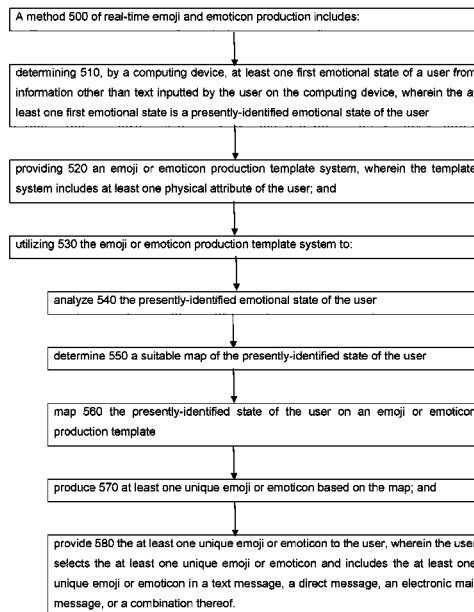 A method 500 of real-time emoji and emoticon production includes:
determining 510, by a computing device, at least one first emotional state of a user from
information other than text inputted by the user on the computing device, wherein the at
least one first emotional state is a presently-identified emotional state of the user
providing 520 an emoji or emoticon production template system, wherein the template
system includes at least one physical attribute of the user; and
utilizing 530 the emoji or emoticon production template system to:
analyze 540 the presently-identified emotional state of the user
determine 550 a suitable map of the presently-identified state of the user
map 560 the presently-identified state of the user on an emoji or emoticon
production template
produce 570 at least one unique emoji or emoticon based on the map; and
provide 580 the at least one unique emoji or emoticon to the user, wherein the user
selects the at least one unique emoji or emoticon and includes the at least one
unique emoji or emoticon in a text message, a direct message, an electronic mail
message, or a combination thereof.